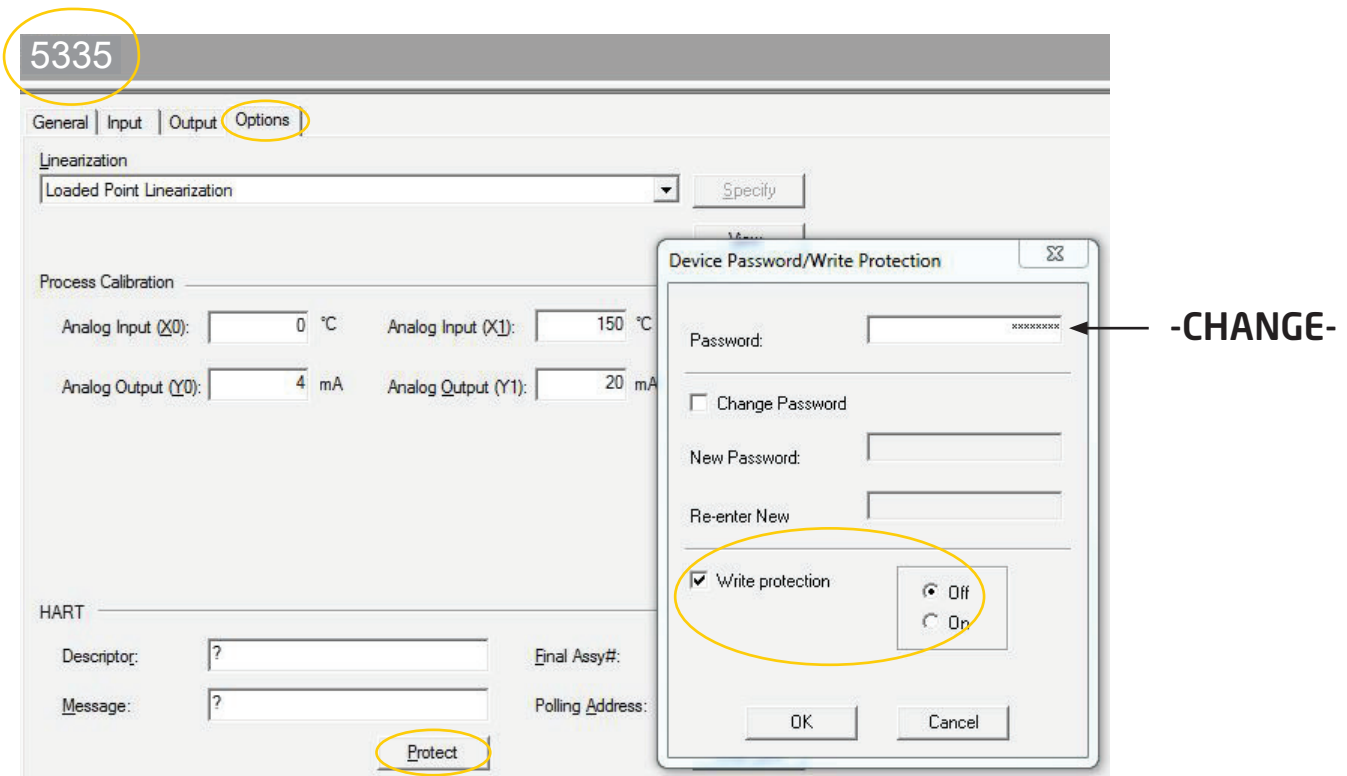 5335
General Input Output Options
Linearization
Loaded Point Linearization Specify
Device Password/Write Protection
Process Calibration
Analog Input (X0): 0 °C Analog Input (X1): 150 °C
Analog Output (Y0): 4 mA Analog Output (Y1): 20 mA
Password: ******** -CHANGE-
Change Password
New Password:
Re-enter New
Write protection Off
On
HART
Descriptor: ? Final Assy#:
Message: ? Polling Address:
OK Cancel
Protect